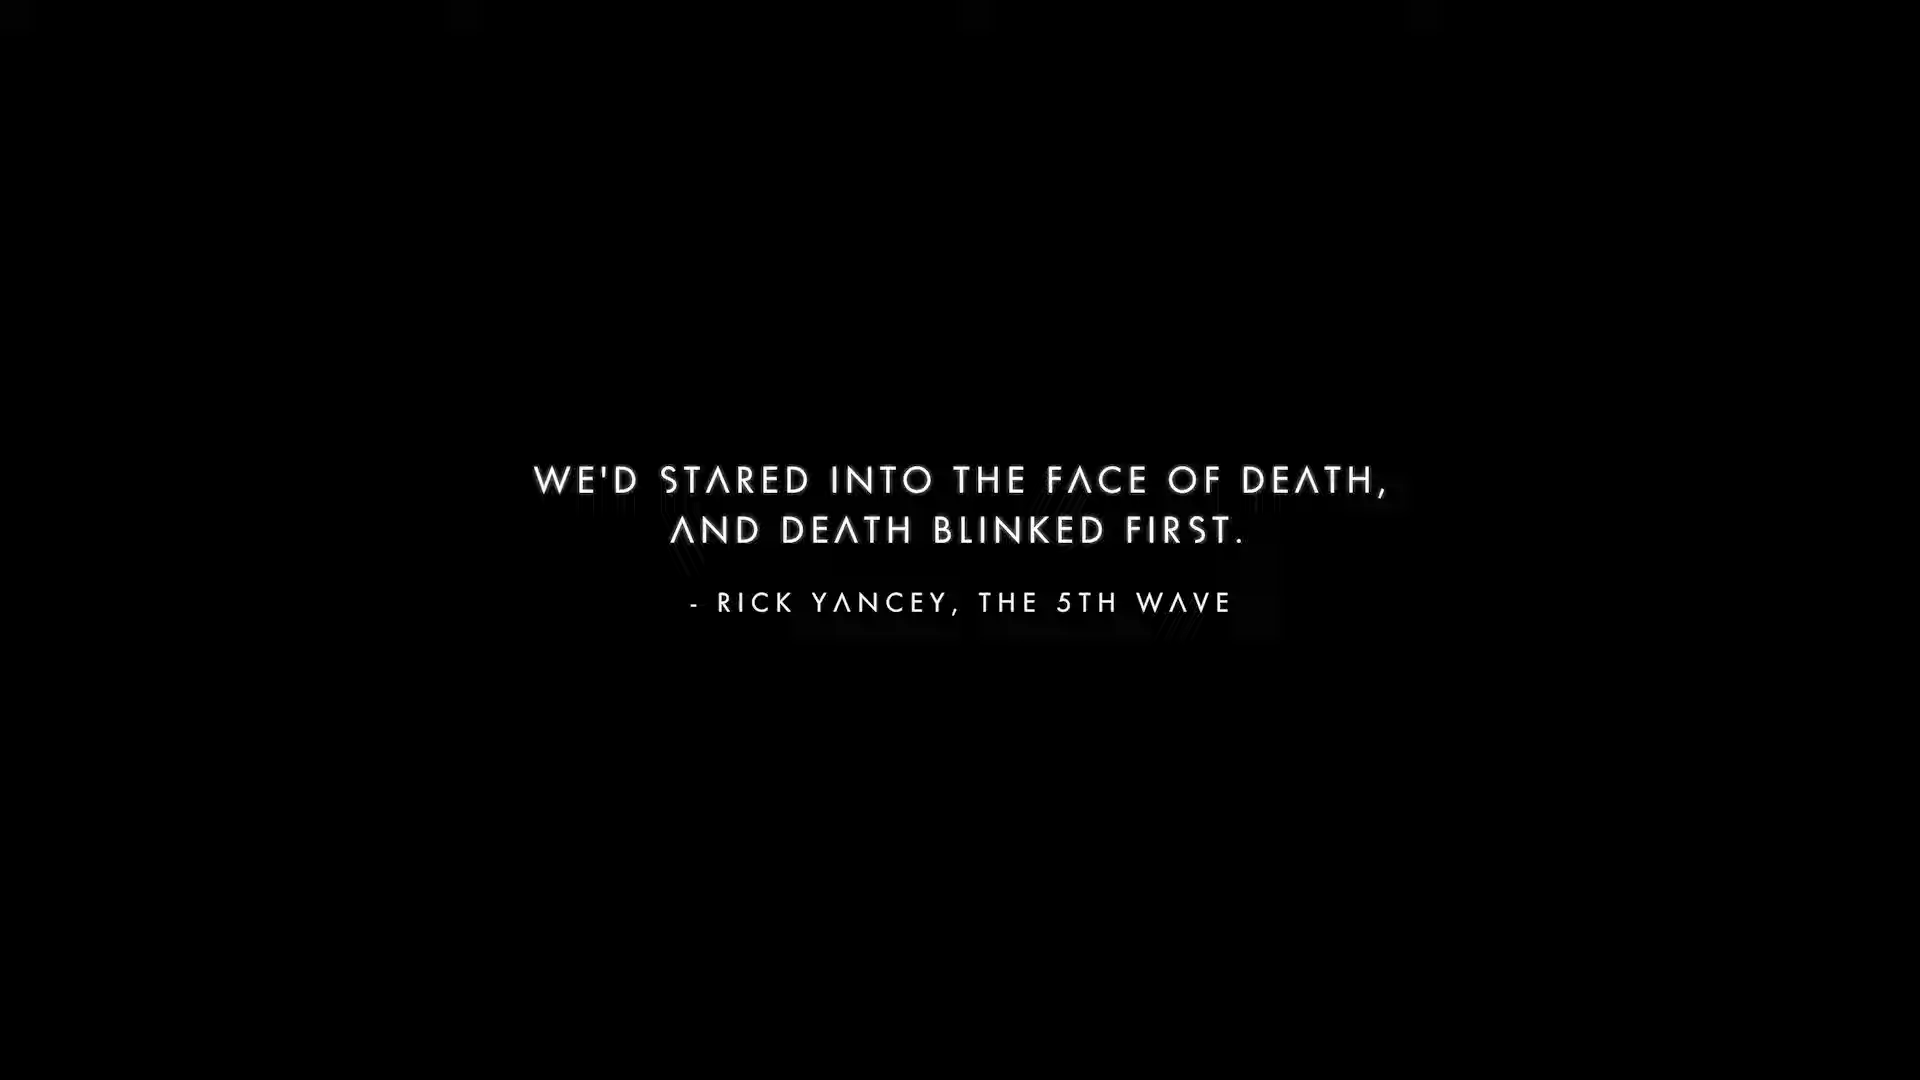 WE'D STARED INTO THE FACE OF DEATH,
AND DEATH BLINKED FIRST.
- RICK YANCEY, THE 5TH WAVE